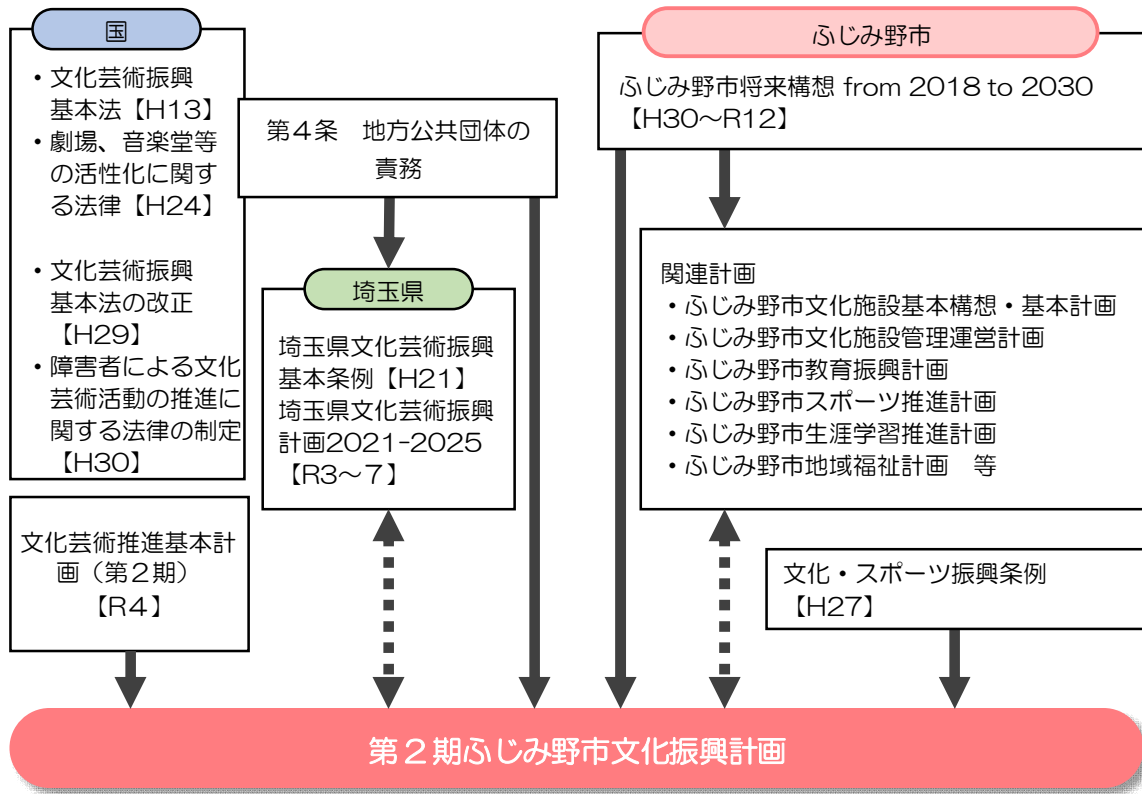 国
・文化芸術振興
基本法【H13】
・劇場、音楽堂等
の活性化に関す
る法律【H24】
・文化芸術振興
基本法の改正
【H29】
・障害者による文化
芸術活動の推進に
関する法律の制定
【H30】
文化芸術推進基本計
画（第２期）
【R４】
第４条　地方公共団体の
責務
埼玉県
埼玉県文化芸術振興
基本条例【H21】
埼玉県文化芸術振興
計画2021-2025
【R3～７】
ふじみ野市
ふじみ野市将来構想 from 2018 to 2030
【H30～R12】
関連計画
・ふじみ野市文化施設基本構想・基本計画
・ふじみ野市文化施設管理運営計画
・ふじみ野市教育振興計画
・ふじみ野市スポーツ推進計画
・ふじみ野市生涯学習推進計画
・ふじみ野市地域福祉計画　等
文化・スポーツ振興条例
【H27】
第２期ふじみ野市文化振興計画